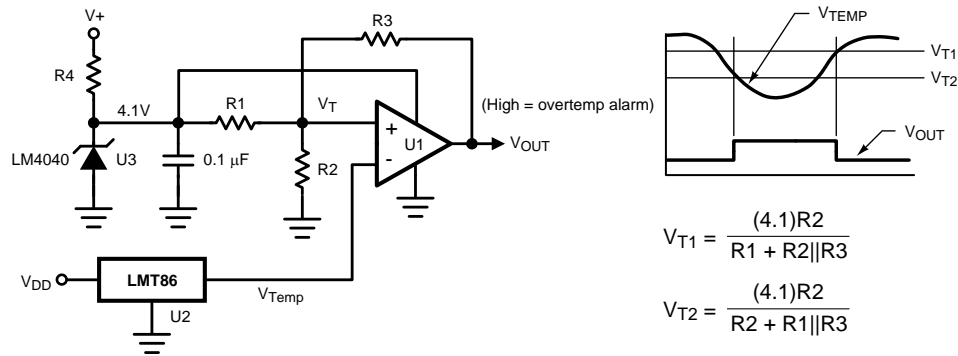 V+
R3
R4
4.1V
R1
V_T
(High = overtemp alarm)
LM4040
U3
0.1 μF
R2
+
-
U1
V_OUT
V_DD
LMT86
V_Temp
U2
V_TEMP
V_T1
V_T2
V_OUT
V_T1 = (4.1)R2 / R1 + R2||R3
V_T2 = (4.1)R2 / R2 + R1||R3